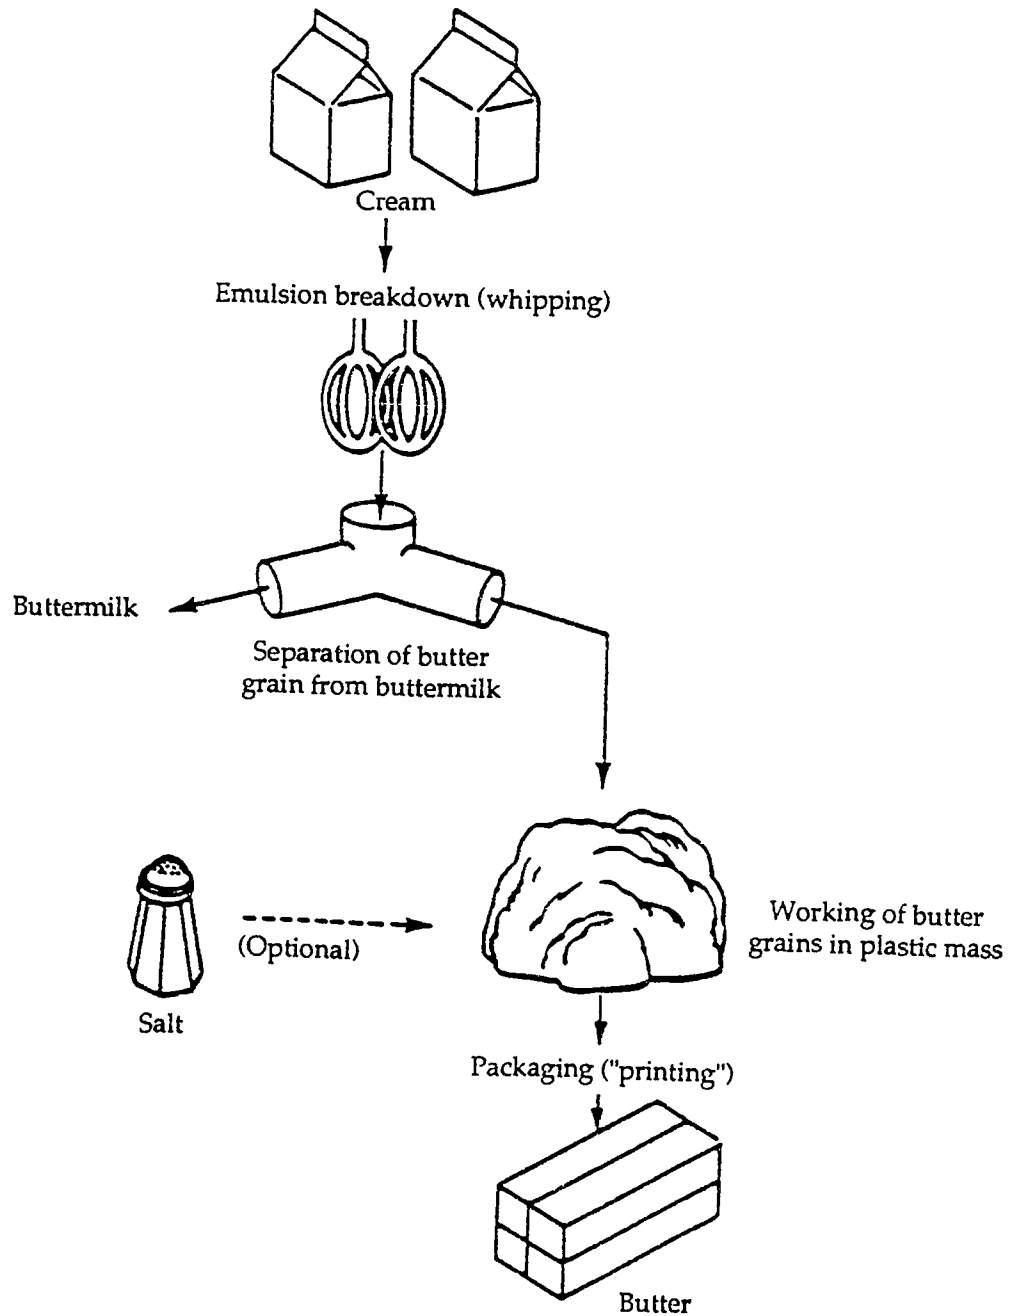 Cream
Emulsion breakdown (whipping)
Buttermilk
Separation of butter
grain from buttermilk
(Optional)
Salt
Working of butter
grains in plastic mass
Packaging ("printing")
Butter